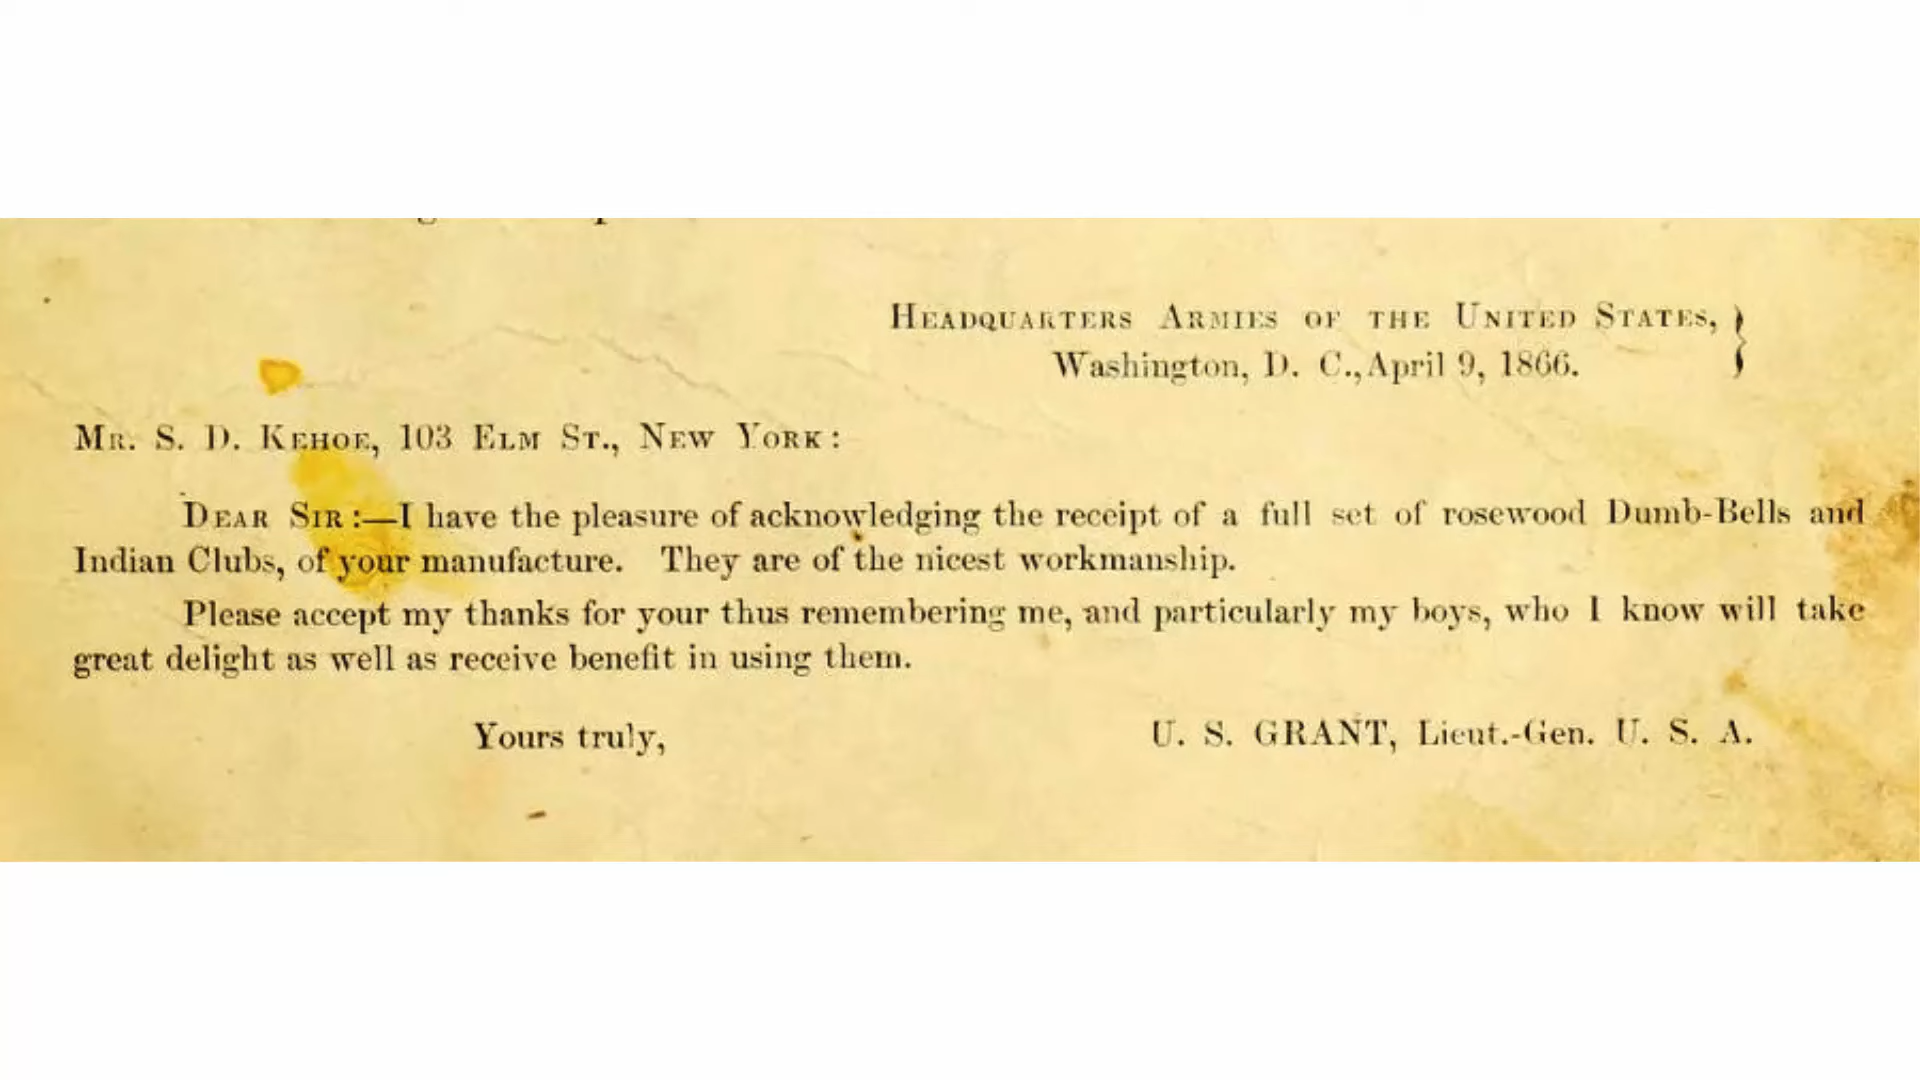 Headquarters Armies of the United States,
Washington, D. C., April 9, 1866.
Mr. S. D. Kehoe, 103 Elm St., New York:
Dear Sir:—I have the pleasure of acknowledging the receipt of a full set of rosewood Dumb-Bells and
Indian Clubs, of your manufacture. They are of the nicest workmanship.
Please accept my thanks for your thus remembering me, and particularly my boys, who I know will take
great delight as well as receive benefit in using them.
Yours truly, U. S. GRANT, Lieut.-Gen. U. S. A.